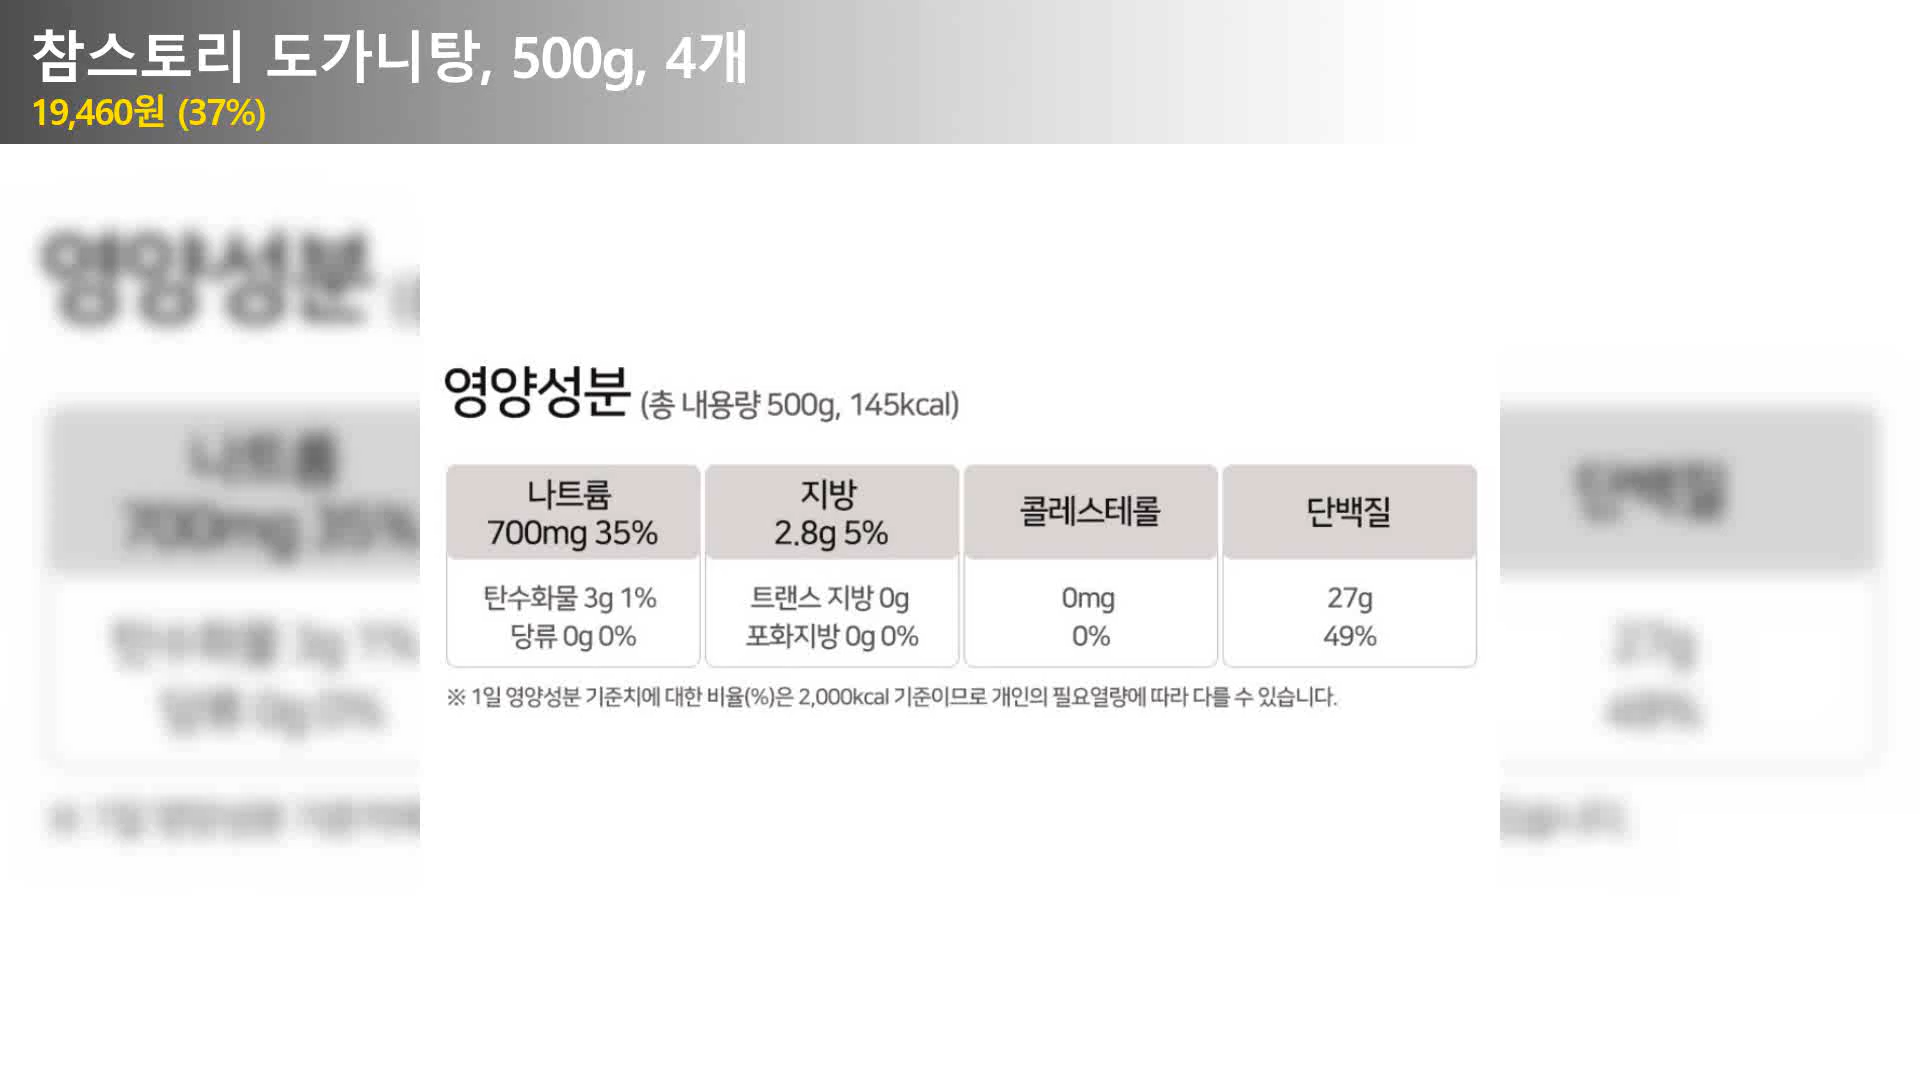 참스토리 도가니탕, 500g, 4개
19,460원 (37%)
영양성분 (총 내용량 500g, 145kcal)
나트륨
700mg 35%
탄수화물 3g 1%
당류 0g 0%
지방
2.8g 5%
트랜스 지방 0g
포화지방 0g 0%
콜레스테롤
0mg
0%
단백질
27g
49%
※ 1일 영양성분 기준치에 대한 비율(%)은 2,000kcal 기준이므로 개인의 필요열량에 따라 다를 수 있습니다.